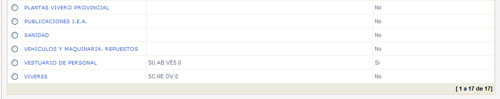 PLANTAS VIVERO PROVINCIAL No
PUBLICACIONES I.E.A. No
SANIDAD No
VEHICULOS Y MAQUINARIA. REPUESTOS No
VESTUARIO DE PERSONAL SU.AB.VES.0 Si
VIVERES SC.ME.OV.0 No
[ 1 a 17 de 17]